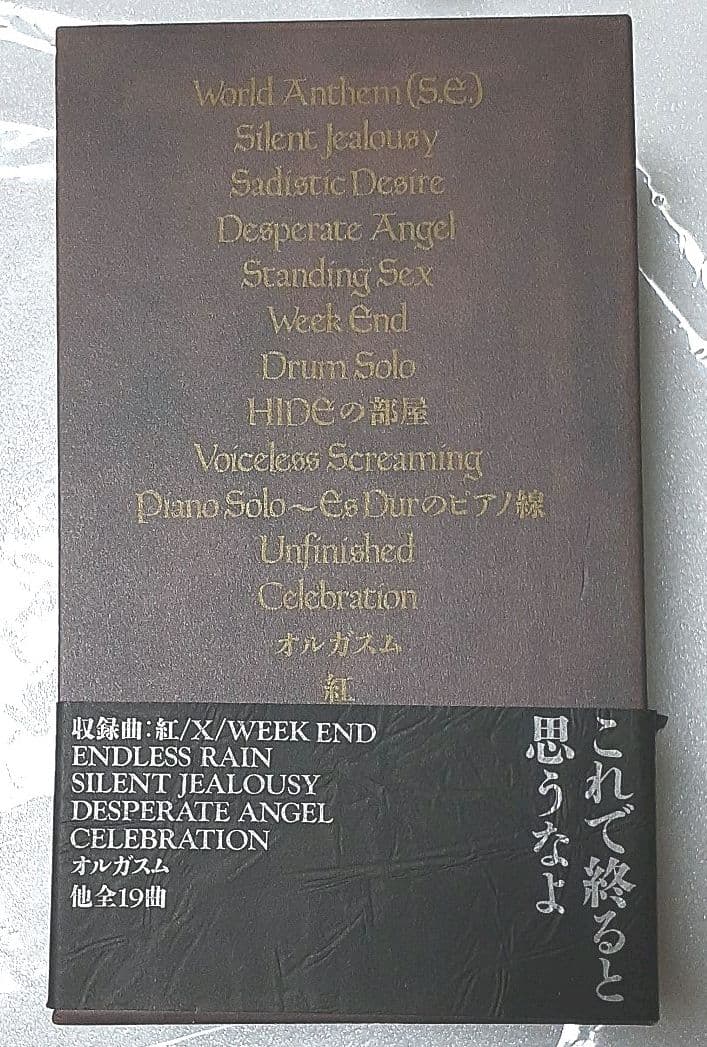 World Anthem (S.E.)
Silent Jealousy
Sadistic Desire
Desperate Angel
Standing Sex
Week End
Drum Solo
HIDEの部屋
Voiceless Screaming
Piano Solo～Es Durのピアノ線
Unfinished
Celebration
オルガスム
紅
収録曲:紅/X/WEEK END
ENDLESS RAIN
SILENT JEALOUSY
DESPERATE ANGEL
CELEBRATION
オルガスム
他全19曲
これで終ると
思うなよ